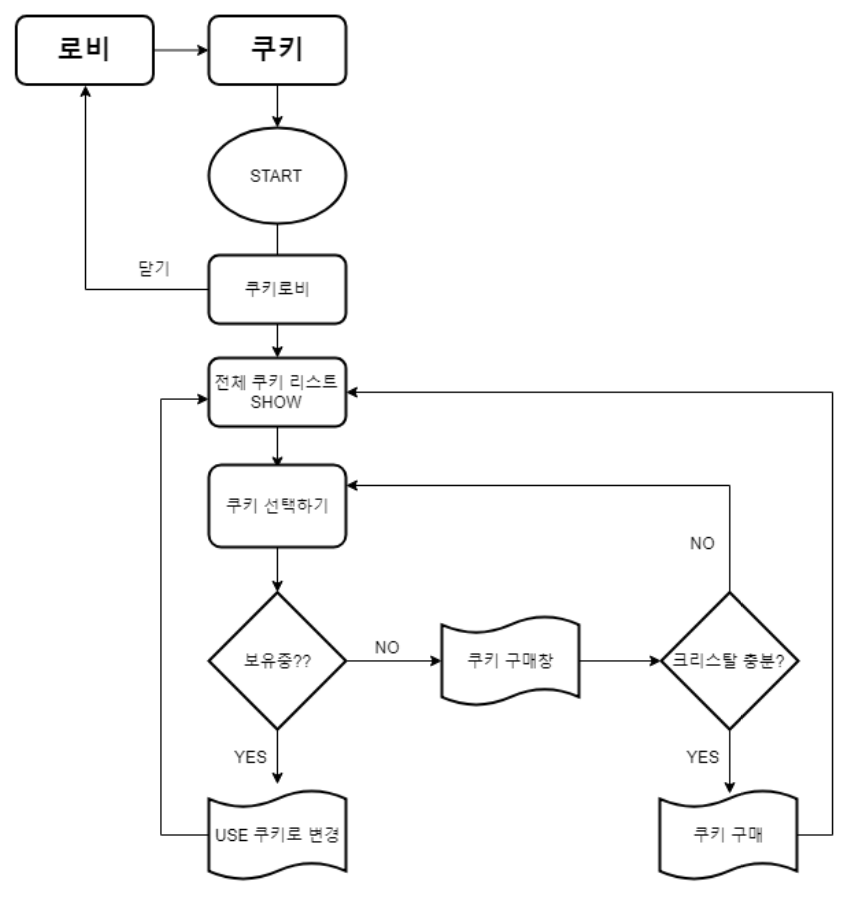 로비
쿠키
START
닫기
쿠키로비
전체 쿠키 리스트
SHOW
쿠키 선택하기
NO
보유중??
NO
쿠키 구매창
크리스탈 충분?
YES
YES
USE 쿠키로 변경
쿠키 구매